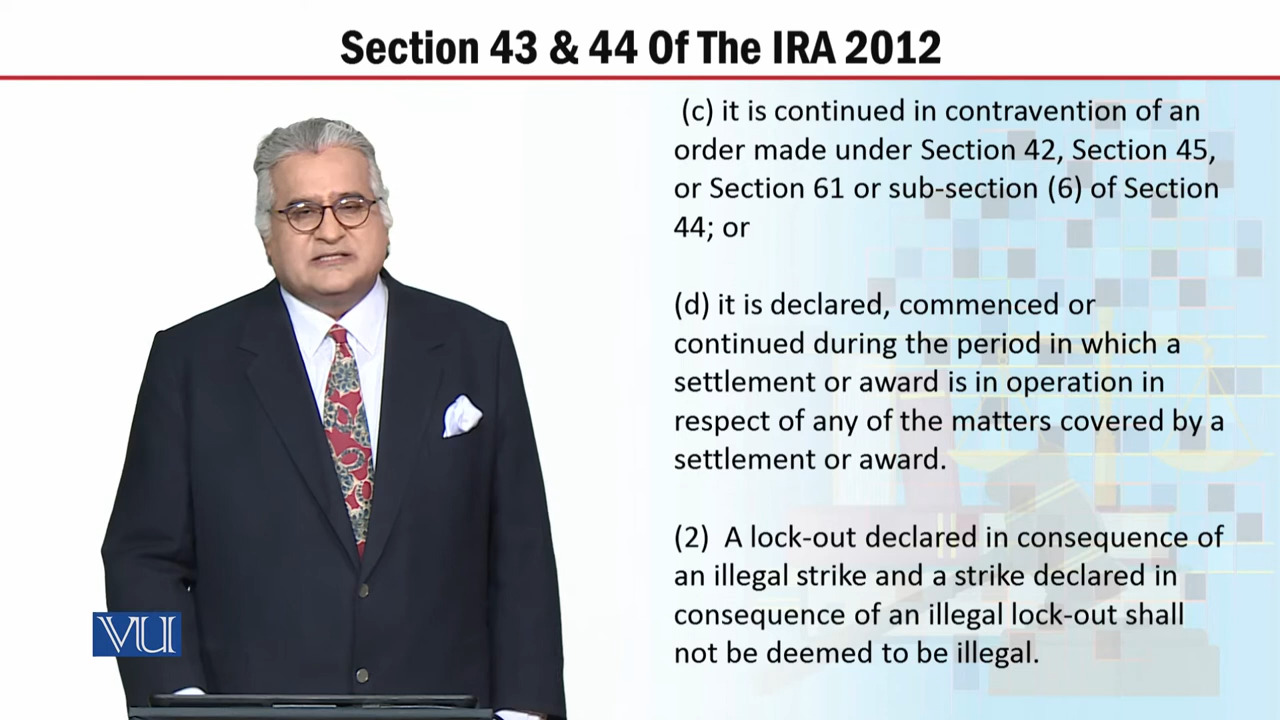 Section 43 & 44 Of The IRA 2012
(c) it is continued in contravention of an
order made under Section 42, Section 45,
or Section 61 or sub-section (6) of Section
44; or
(d) it is declared, commenced or
continued during the period in which a
settlement or award is in operation in
respect of any of the matters covered by a
settlement or award.
(2) A lock-out declared in consequence of
an illegal strike and a strike declared in
consequence of an illegal lock-out shall
not be deemed to be illegal.
VU